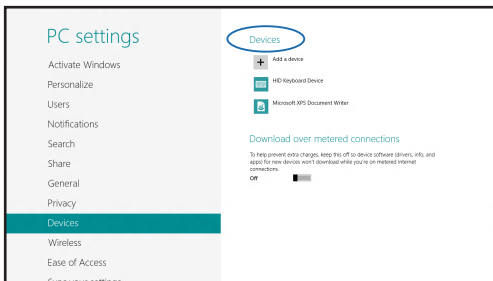 PC settings
Activate Windows
Personalize
Users
Notifications
Search
Share
General
Privacy
Devices
Wireless
Ease of Access
Sync your settings
Devices
Add a device
HID Keyboard Device
Microsoft XPS Document Writer
Download over metered connections
To help prevent extra charges, keep this off so device software (drivers, info, and
apps) for new devices won't download while you're on metered Internet
connections.
Off